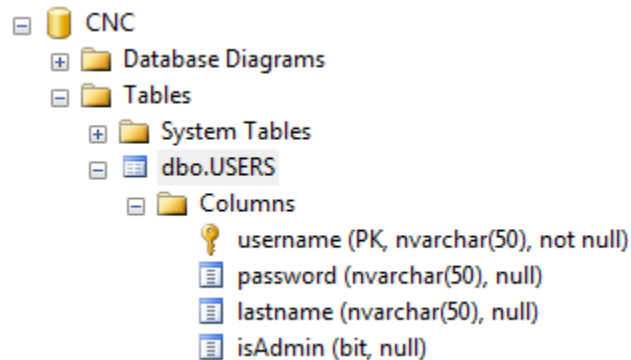 CNC
Database Diagrams
Tables
System Tables
dbo.USERS
Columns
username (PK, nvarchar(50), not null)
password (nvarchar(50), null)
lastname (nvarchar(50), null)
isAdmin (bit, null)